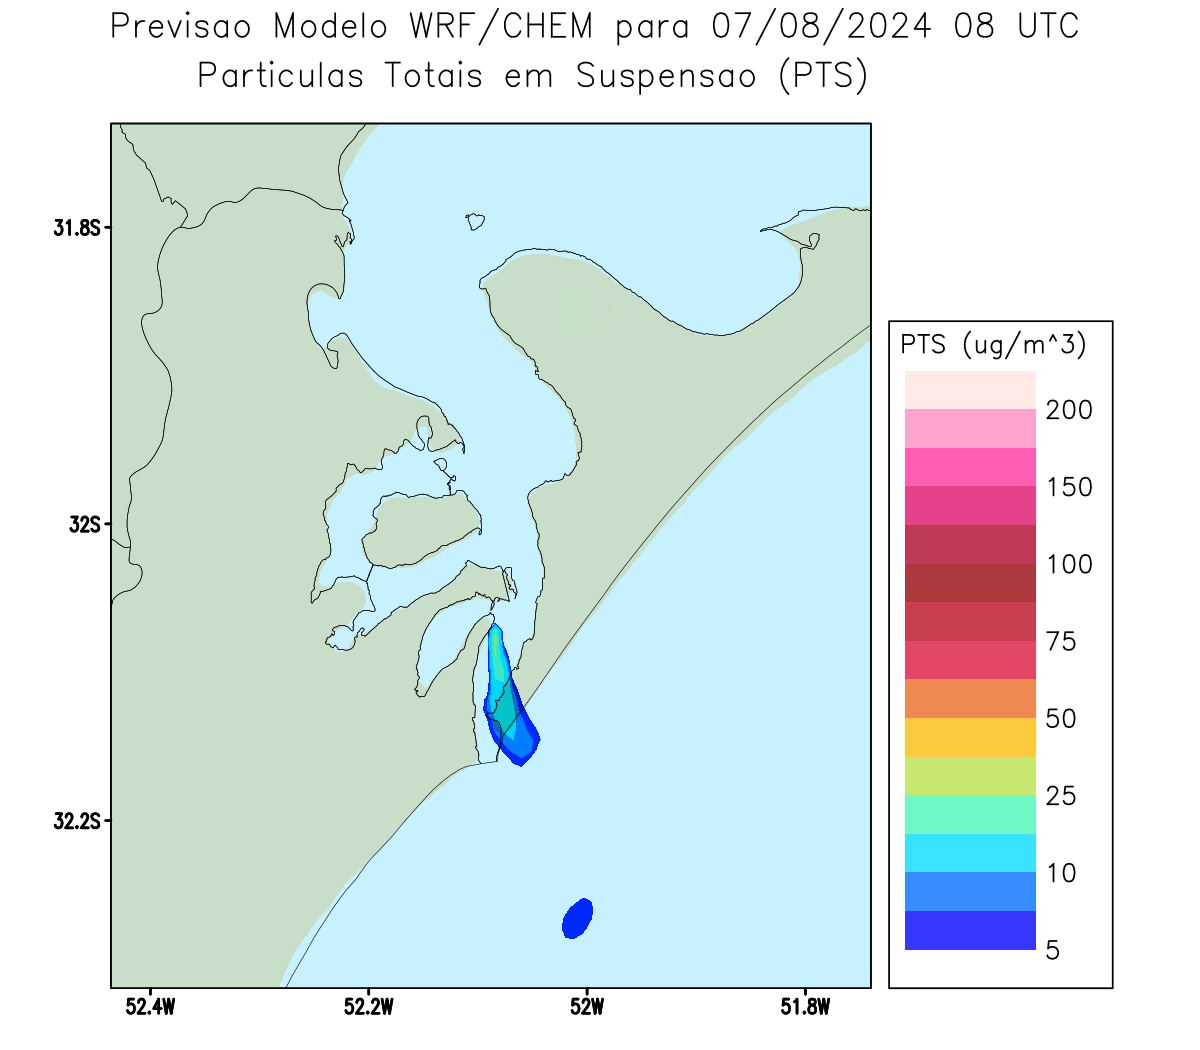 Previsao Modelo WRF/CHEM para 07/08/2024 08 UTC
Particulas Totais em Suspensao (PTS)
31.8S
32S
32.2S
52.4W
52.2W
52W
51.8W
PTS (ug/m^3)
200
150
100
75
50
25
10
5